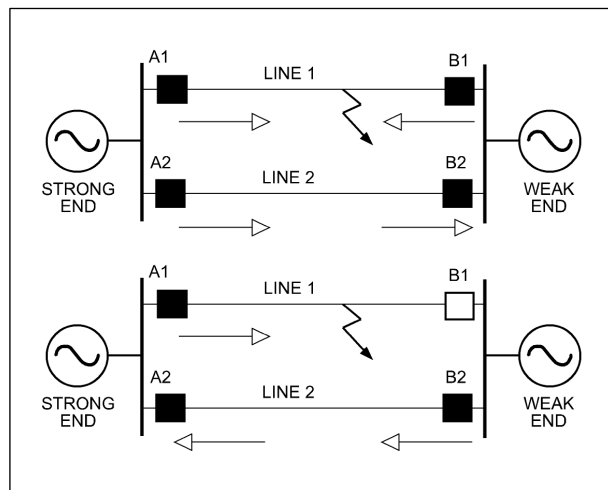 A1
LINE 1
B1
STRONG
END
A2
LINE 2
B2
WEAK
END
A1
LINE 1
B1
STRONG
END
A2
LINE 2
B2
WEAK
END